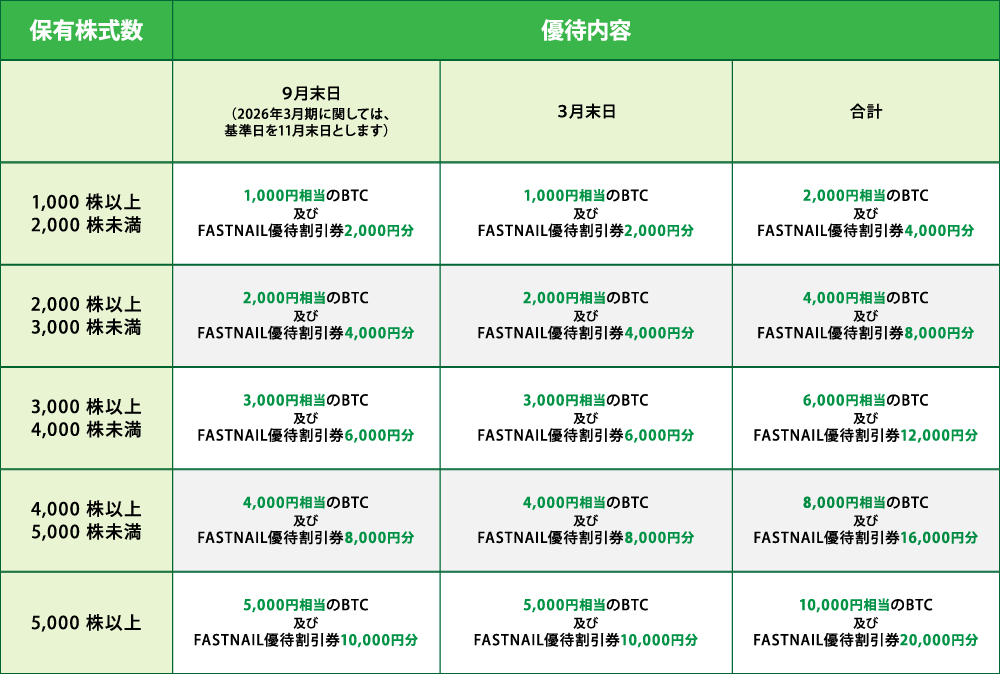 保有株式数
優待内容
9月末日
（2026年3月期に関しては、
基準日を11月末日とします）
3月末日
合計
1,000 株以上
2,000 株未満
1,000円相当のBTC
及び
FASTNAIL優待割引券2,000円分
1,000円相当のBTC
及び
FASTNAIL優待割引券2,000円分
2,000円相当のBTC
及び
FASTNAIL優待割引券4,000円分
2,000 株以上
3,000 株未満
2,000円相当のBTC
及び
FASTNAIL優待割引券4,000円分
2,000円相当のBTC
及び
FASTNAIL優待割引券4,000円分
4,000円相当のBTC
及び
FASTNAIL優待割引券8,000円分
3,000 株以上
4,000 株未満
3,000円相当のBTC
及び
FASTNAIL優待割引券6,000円分
3,000円相当のBTC
及び
FASTNAIL優待割引券6,000円分
6,000円相当のBTC
及び
FASTNAIL優待割引券12,000円分
4,000 株以上
5,000 株未満
4,000円相当のBTC
及び
FASTNAIL優待割引券8,000円分
4,000円相当のBTC
及び
FASTNAIL優待割引券8,000円分
8,000円相当のBTC
及び
FASTNAIL優待割引券16,000円分
5,000 株以上
5,000円相当のBTC
及び
FASTNAIL優待割引券10,000円分
5,000円相当のBTC
及び
FASTNAIL優待割引券10,000円分
10,000円相当のBTC
及び
FASTNAIL優待割引券20,000円分